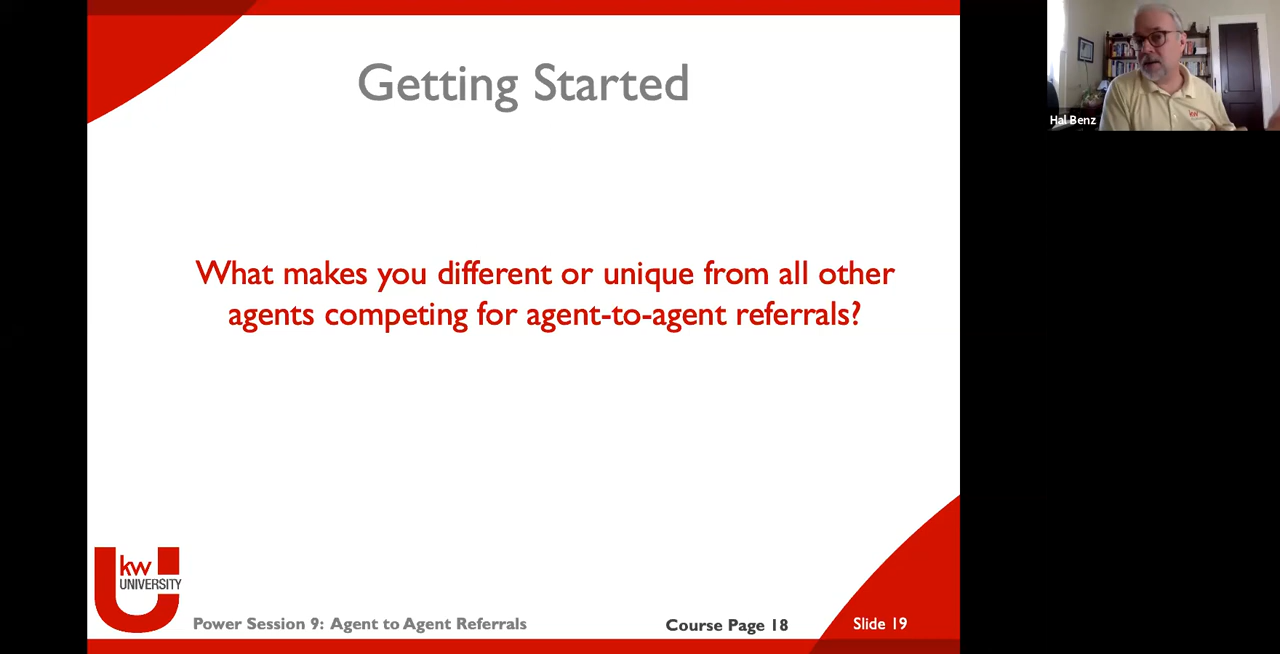 Getting Started
Hal Benz
kw
What makes you different or unique from all other
agents competing for agent-to-agent referrals?
kw
UNIVERSITY
Power Session 9: Agent to Agent Referrals
Course Page 18
Slide 19